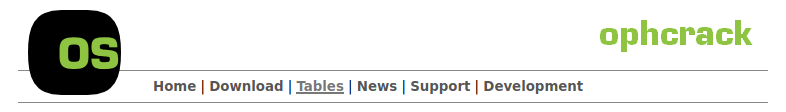 os
ophcrack
Home | Download | Tables | News | Support | Development